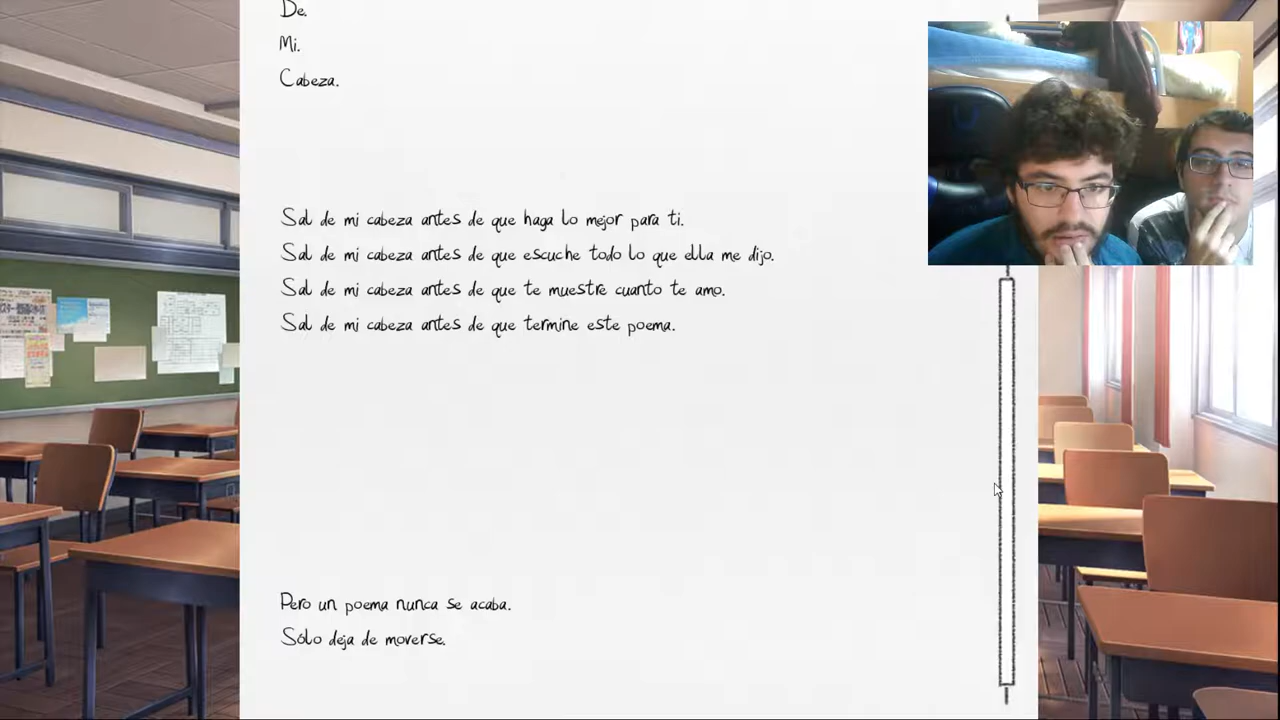 De.
Mi.
Cabeza.
Sal de mi cabeza antes de que haga lo mejor para ti.
Sal de mi cabeza antes de que escuche todo lo que ella me dijo.
Sal de mi cabeza antes de que te muestre cuanto te amo.
Sal de mi cabeza antes de que termine este poema.
Pero un poema nunca se acaba.
Sólo deja de moverse.